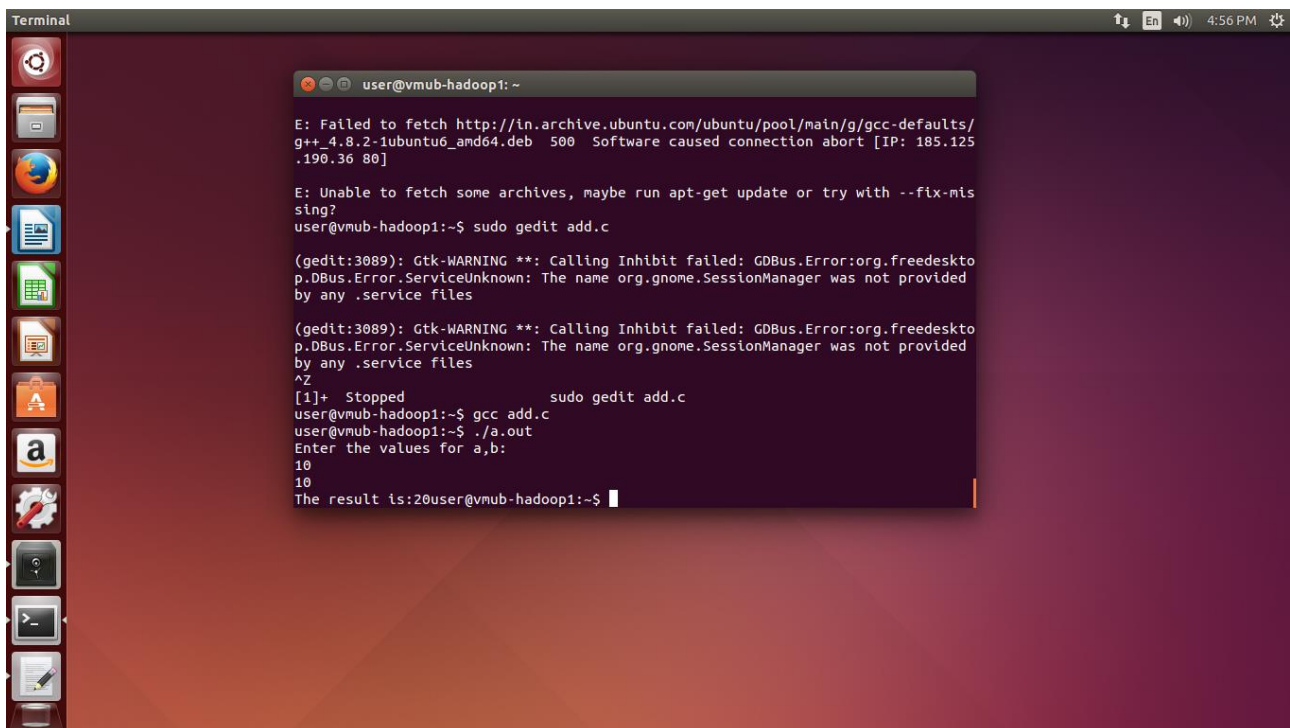 Terminal
En
4:56 PM
user@vmub-hadoop1: ~
E: Failed to fetch http://in.archive.ubuntu.com/ubuntu/pool/main/g/gcc-defaults/
g++_4.8.2-1ubuntu6_amd64.deb  500  Software caused connection abort [IP: 185.125
.190.36 80]
E: Unable to fetch some archives, maybe run apt-get update or try with --fix-mis
sing?
user@vmub-hadoop1:~$ sudo gedit add.c
(gedit:3089): Gtk-WARNING **: Calling Inhibit failed: GDBus.Error:org.freedeskto
p.DBus.Error.ServiceUnknown: The name org.gnome.SessionManager was not provided
by any .service files
(gedit:3089): Gtk-WARNING **: Calling Inhibit failed: GDBus.Error:org.freedeskto
p.DBus.Error.ServiceUnknown: The name org.gnome.SessionManager was not provided
by any .service files
^Z
[1]+  Stopped                 sudo gedit add.c
user@vmub-hadoop1:~$ gcc add.c
user@vmub-hadoop1:~$ ./a.out
Enter the values for a,b:
10
10
The result is:20user@vmub-hadoop1:~$